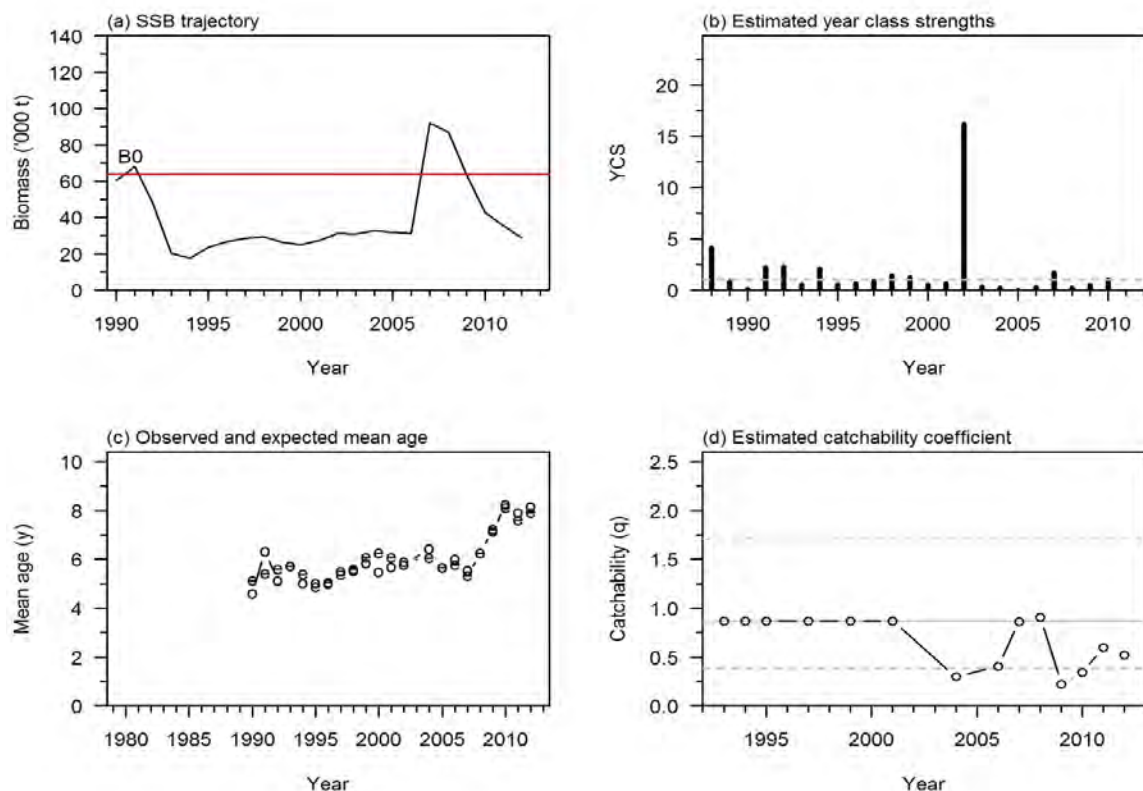 (a) SSB trajectory
Biomass ('000 t)
140
120
100
80
60
40
20
0
B0
1990 1995 2000 2005 2010
Year
(b) Estimated year class strengths
YCS
20
15
10
5
0
1990 1995 2000 2005 2010
Year
(c) Observed and expected mean age
Mean age (y)
10
8
6
4
2
0
1980 1985 1990 1995 2000 2005 2010
Year
(d) Estimated catchability coefficient
Catchability (q)
2.5
2.0
1.5
1.0
0.5
0.0
1995 2000 2005 2010
Year